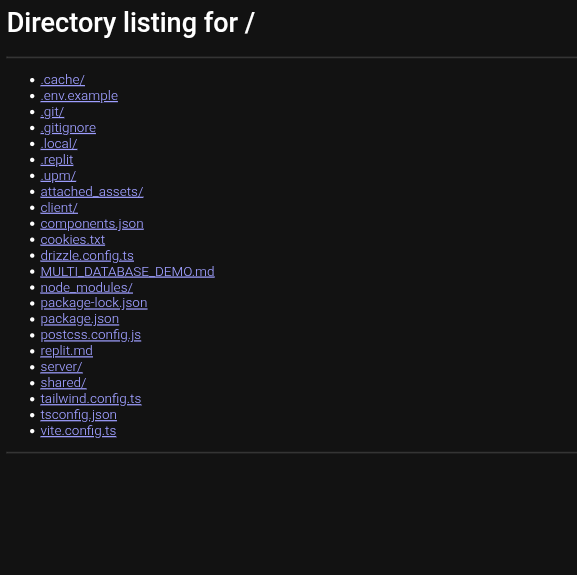 Directory listing for /
.cache/
.env.example
.git/
.gitignore
.local/
.replit
.upm/
attached_assets/
client/
components.json
cookies.txt
drizzle.config.ts
MULTI_DATABASE_DEMO.md
node_modules/
package-lock.json
package.json
postcss.config.js
replit.md
server/
shared/
tailwind.config.ts
tsconfig.json
vite.config.ts